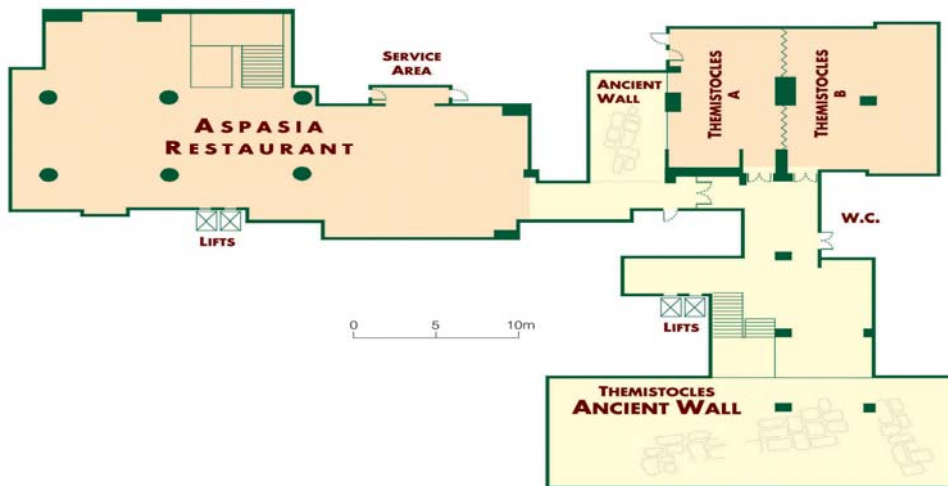 SERVICE
AREA
ASPASIA
RESTAURANT
LIFTS
ANCIENT
WALL
THEMISTOCLES
A
THEMISTOCLES
B
W.C.
LIFTS
0 5 10m
THEMISTOCLES
ANCIENT WALL